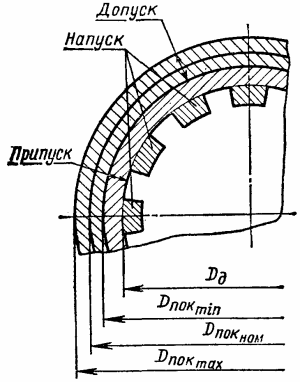 Допуск
Напуск
Припуск
Dд
Dпок min
Dпок ном
Dпок max